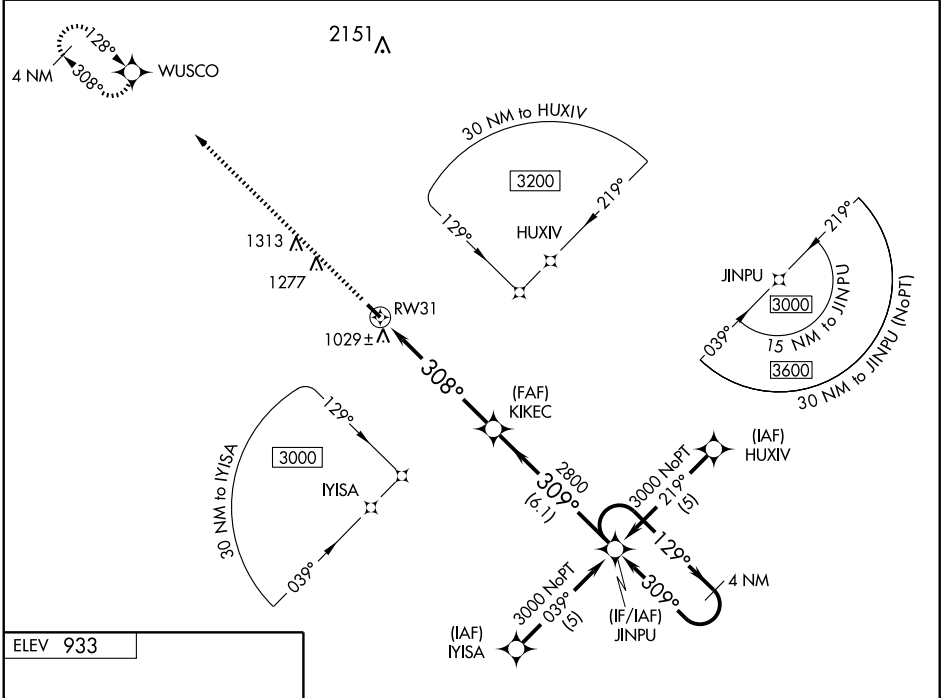 2151
128°
308°
4 NM
WUSCO
30 NM to HUXIV
3200
129°
219°
HUXIV
1313
1277
RW31
1029±
219°
JINPU
3000
039°
15 NM to JINPU
3600
30 NM to JINPU (NoPT)
308°
(FAF)
KIKEC
129°
3000
IYISA
30 NM to IYISA
039°
2800
309°
(6.1)
(IAF)
HUXIV
3000 NoPT
219°
(5)
129°
309°
4 NM
3000 NoPT
039°
(5)
(IF/IAF)
JINPU
(IAF)
IYISA
ELEV 933